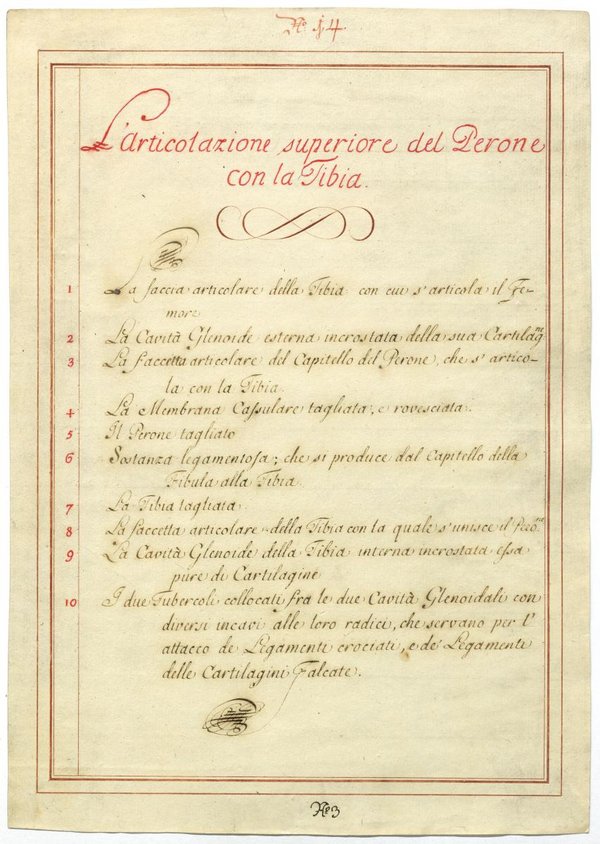 N.º 14
L'articolazione superiore del Perone
con la Tibia.
1 La faccia articolare della Tibia con cui s'articola il Fe-
more
2 La Cavità Glenoide esterna incrostata della sua Cartilag.ne
3 La faccetta articolare del Capitello del Perone, che s'artico-
la con la Tibia.
4 La Membrana Cassulare tagliata, e rovesciata.
5 Il Perone tagliato
6 Sostanza legamentosa; che si produce dal Capitello della
Fibula alla Tibia.
7 La Tibia tagliata.
8 La faccetta articolare della Tibia con la quale s'unisce il Pero.ne
9 La Cavità Glenoide della Tibia interna incrostata essa
pure di Cartilagine
10 I due Tubercoli collocati fra le due Cavità Glenoidali con
diversi incavi alle loro radici, che servano per l'
attacco de Legamenti crociati, e de' Legamenti
delle Cartilagini Falcate.
N.º 3